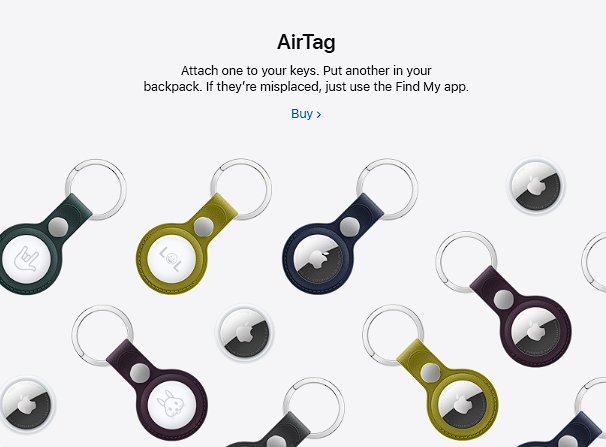 AirTag
Attach one to your keys. Put another in your
backpack. If they’re misplaced, just use the Find My app.
Buy ›
LOL